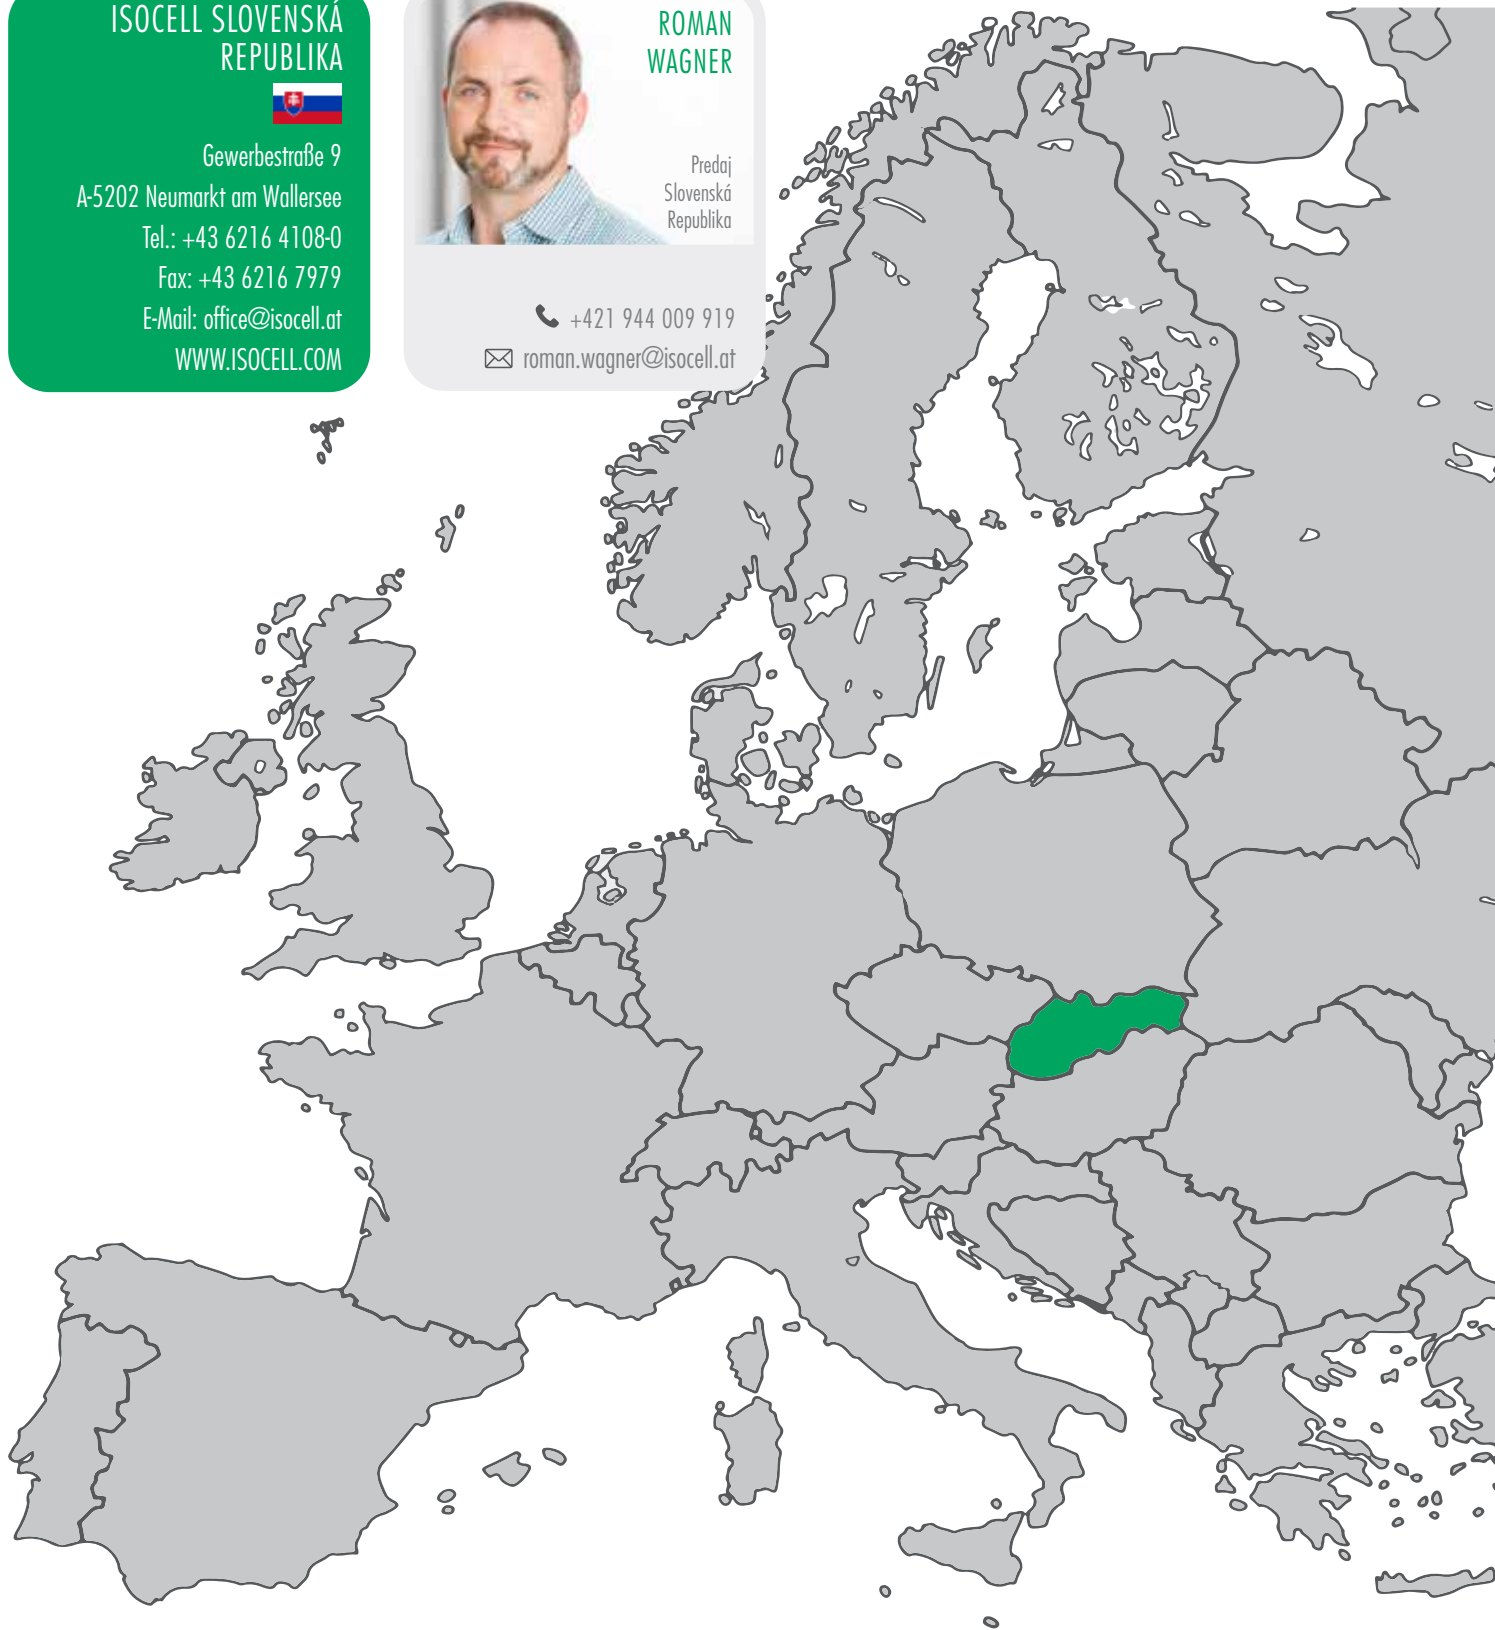 ISOCELL SLOVENSKÁ
REPUBLIKA
Gewerbestraße 9
A-5202 Neumarkt am Wallersee
Tel.: +43 6216 4108-0
Fax: +43 6216 7979
E-Mail: office@isocell.at
WWW.ISOCELL.COM
ROMAN
WAGNER
Predaj
Slovenská
Republika
+421 944 009 919
roman.wagner@isocell.at